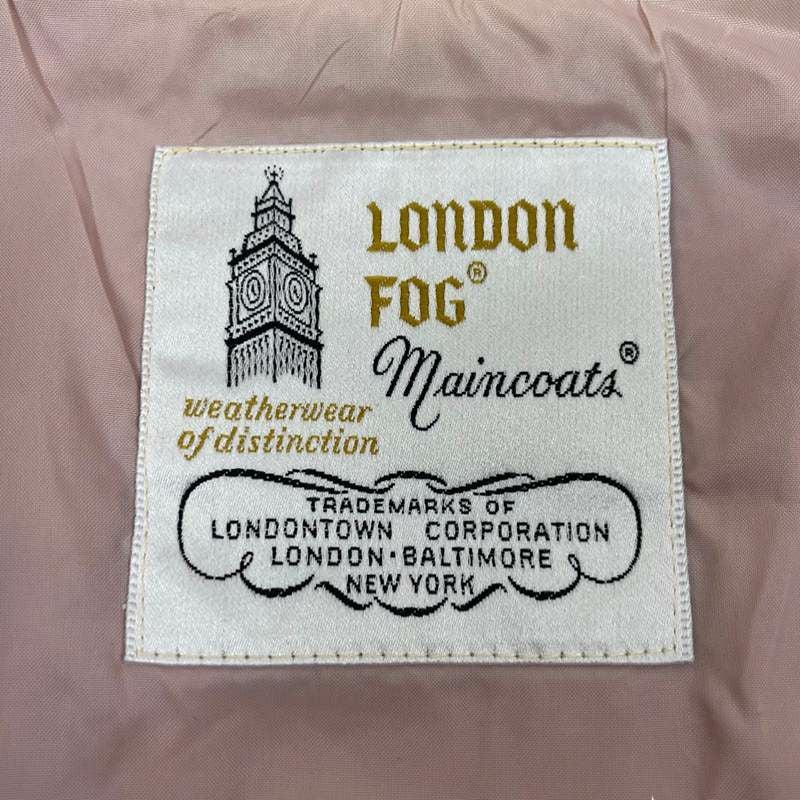 LONDON
FOG®
Maincoats®
weatherwear
of distinction
TRADEMARKS OF
LONDONTOWN CORPORATION
LONDON·BALTIMORE
NEW YORK